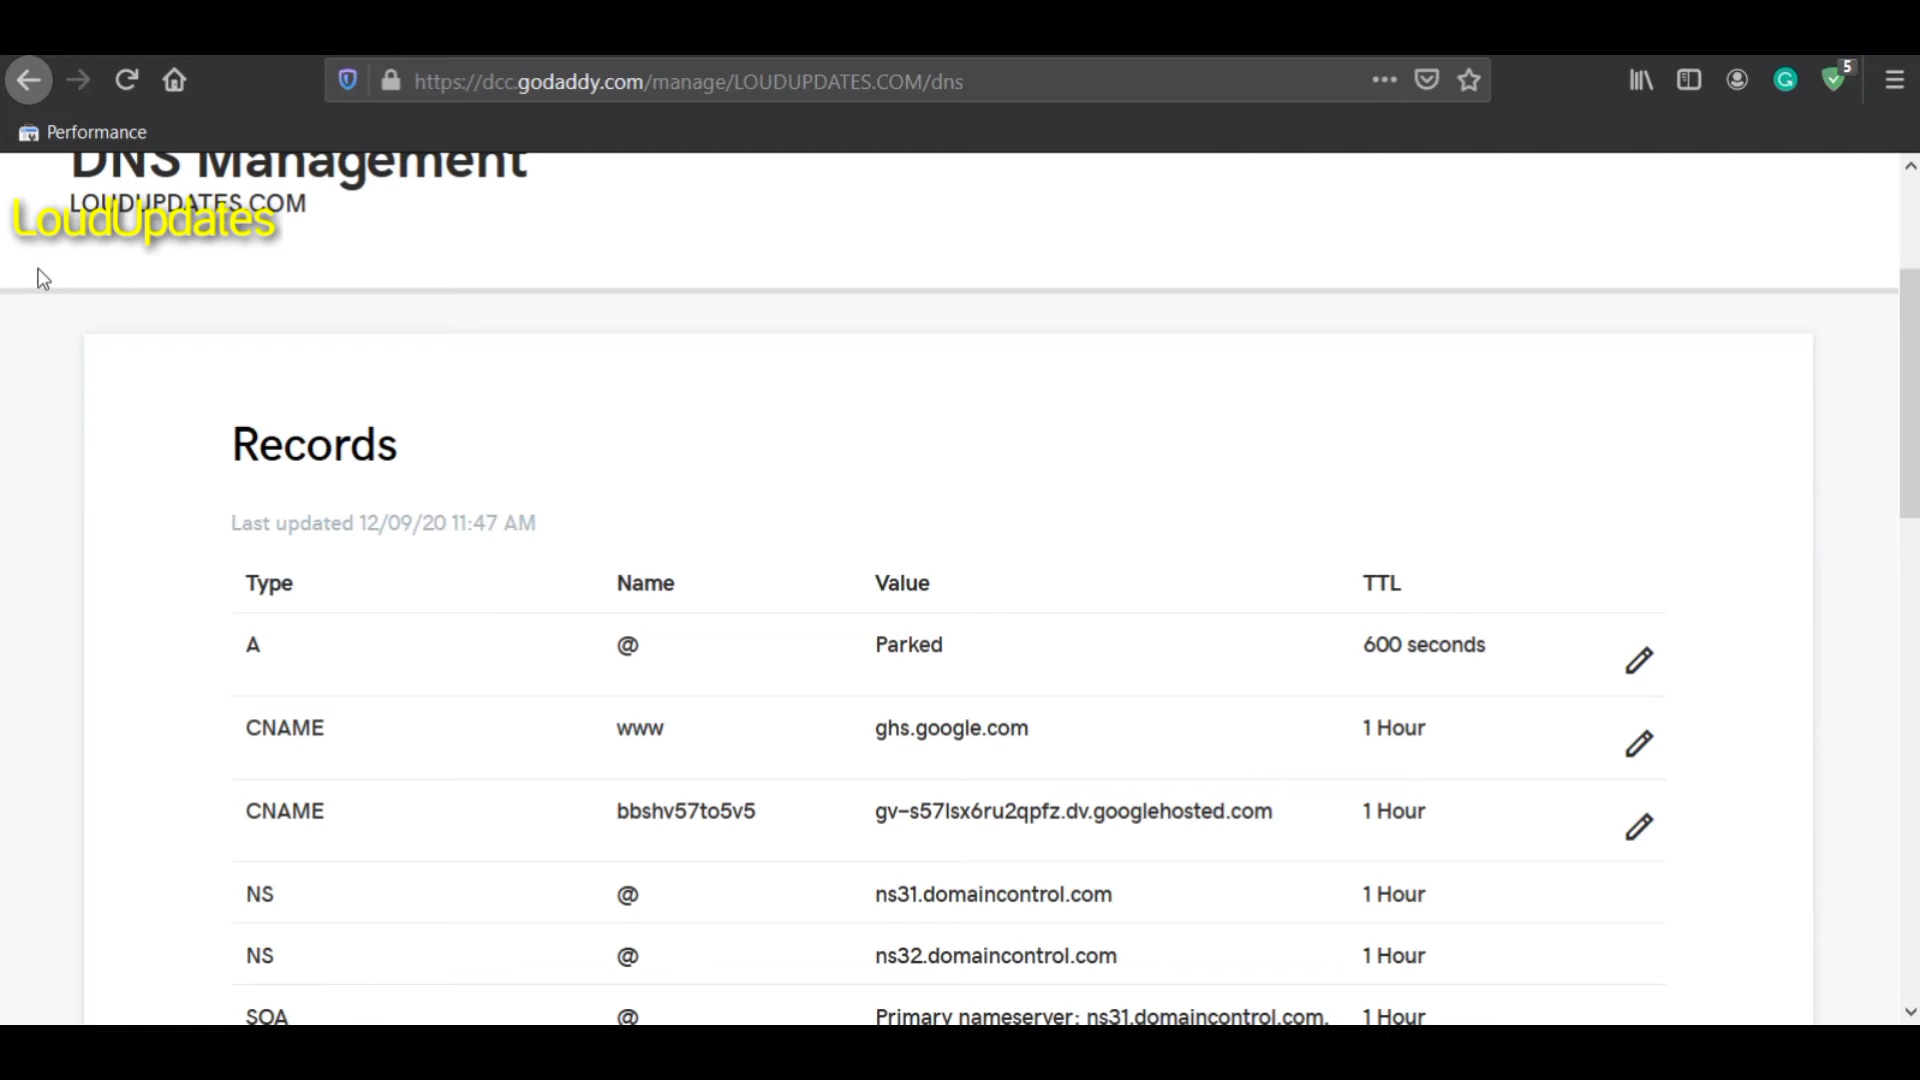 5
https://dcc.godaddy.com/manage/LOUDUPDATES.COM/dns
Performance
DNS Management
LOUDUPDATES.COM
LoudUpdates
Records
Last updated 12/09/20 11:47 AM
Type Name Value TTL
A @ Parked 600 seconds
CNAME www ghs.google.com 1 Hour
CNAME bbshv57to5v5 gv-s57lsx6ru2qpfz.dv.googlehosted.com 1 Hour
NS @ ns31.domaincontrol.com 1 Hour
NS @ ns32.domaincontrol.com 1 Hour
SOA @ Primary nameserver: ns31.domaincontrol.com. 1 Hour